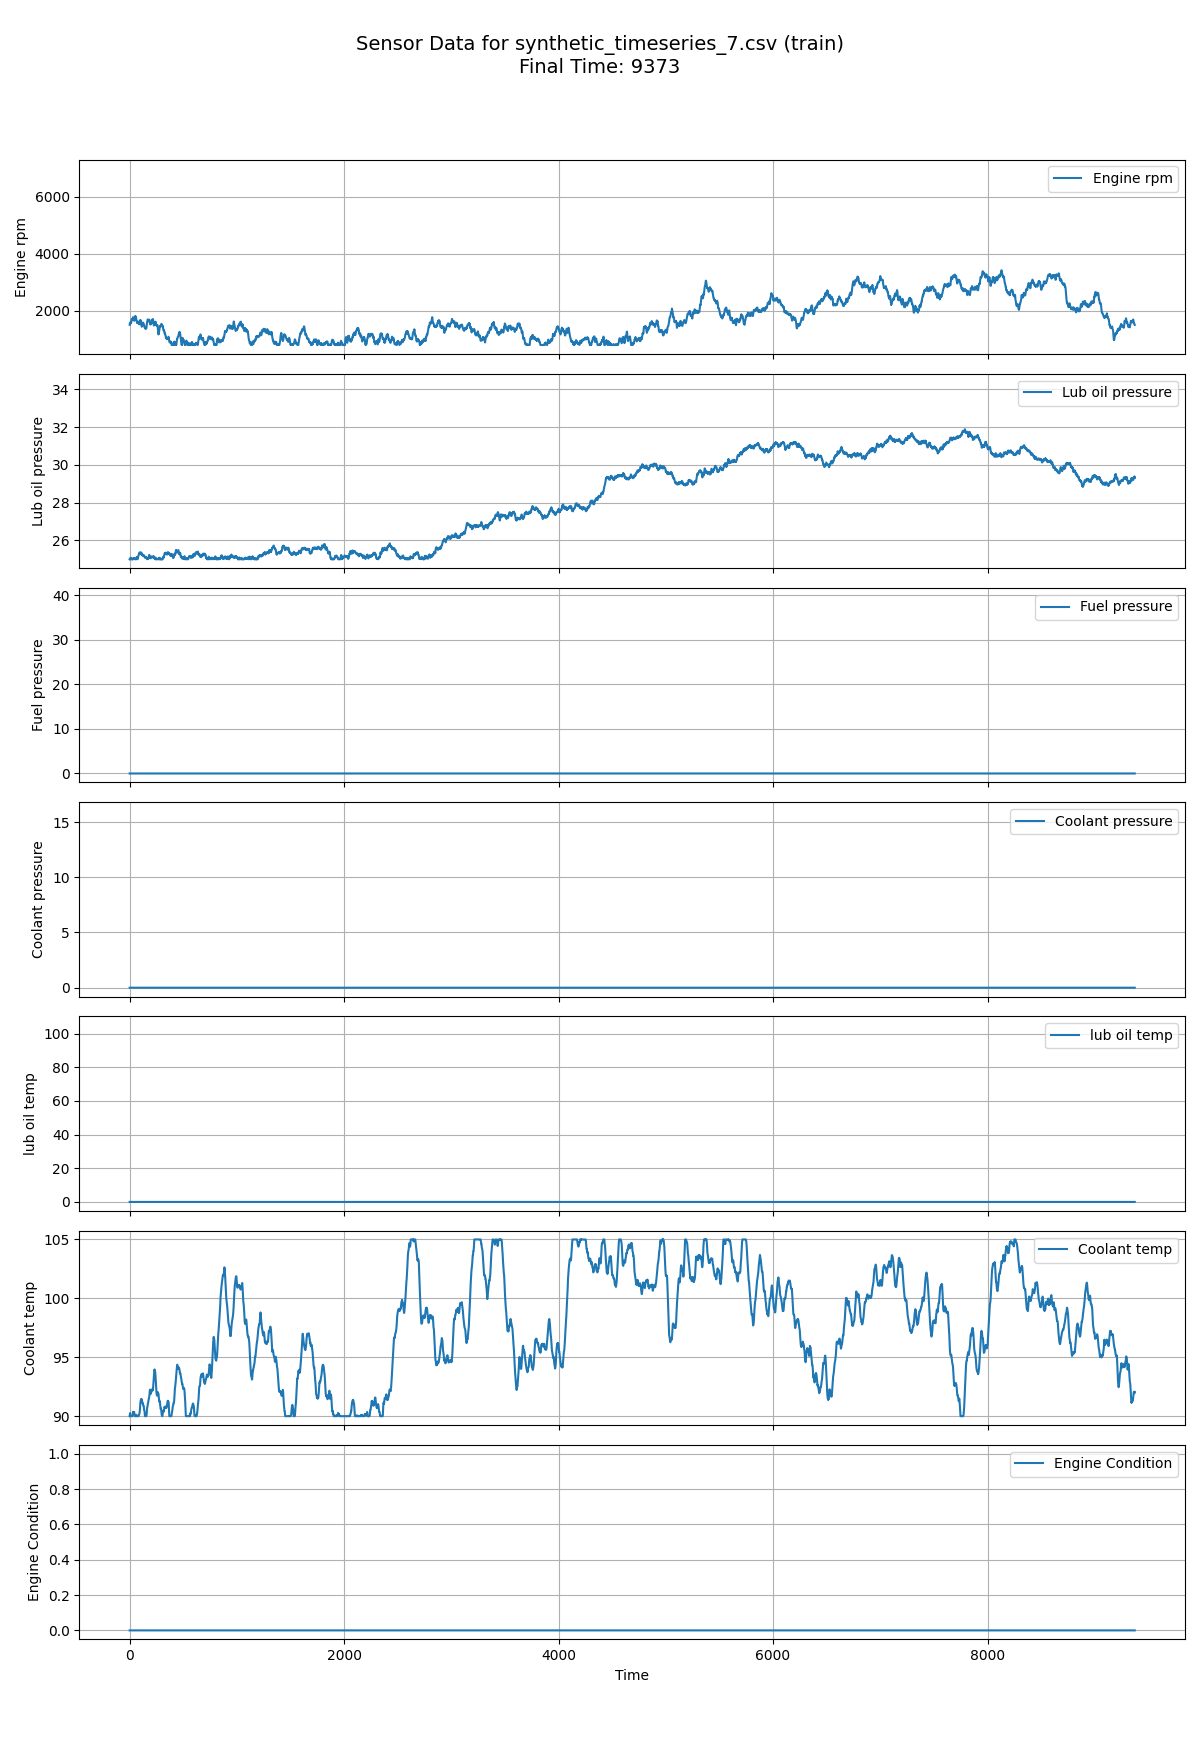 Sensor Data for synthetic_timeseries_7.csv (train)
Final Time: 9373
Engine rpm
6000
4000
2000
Engine rpm
Lub oil pressure
34
32
30
28
26
Lub oil pressure
Fuel pressure
40
30
20
10
0
Fuel pressure
Coolant pressure
15
10
5
0
Coolant pressure
lub oil temp
100
80
60
40
20
0
lub oil temp
Coolant temp
105
100
95
90
Coolant temp
Engine Condition
1.0
0.8
0.6
0.4
0.2
0.0
Engine Condition
0 2000 4000 6000 8000
Time